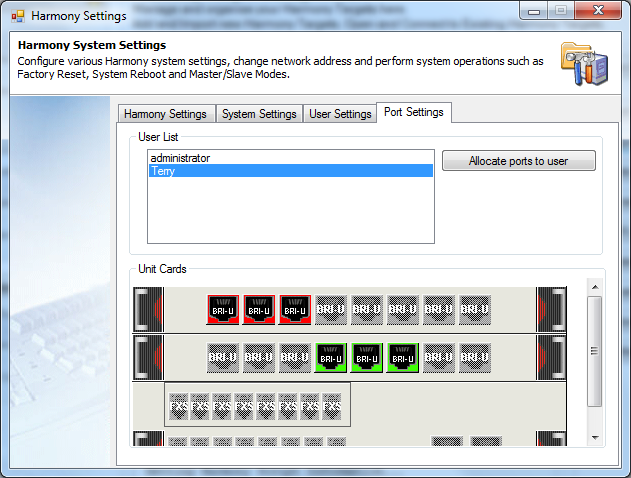 Harmony Settings
Harmony System Settings
Configure various Harmony system settings, change network address and perform system operations such as
Factory Reset, System Reboot and Master/Slave Modes.
Harmony Settings System Settings User Settings Port Settings
User List
administrator
Terry
Allocate ports to user
Unit Cards
BRI-U BRI-U BRI-U BRI-U BRI-U BRI-U BRI-U BRI-U
BRI-U BRI-U BRI-U BRI-U BRI-U BRI-U BRI-U BRI-U
FXS FXS FXS FXS FXS FXS FXS FXS